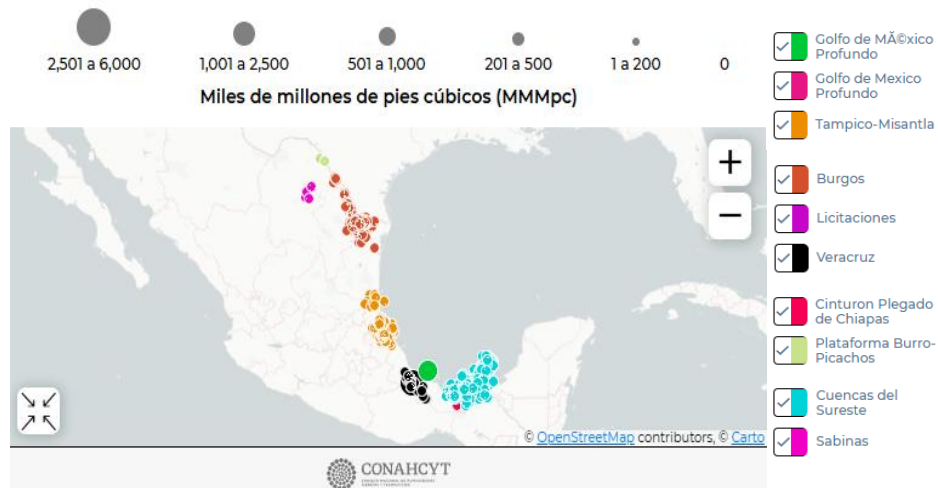 2,501 a 6,000
1,001 a 2,500
501 a 1,000
201 a 500
1 a 200
0
Miles de millones de pies cúbicos (MMMpc)
Golfo de MĂ©xico
Profundo
Golfo de Mexico
Profundo
Tampico-Misantla
Burgos
Licitaciones
Veracruz
Cinturon Plegado
de Chiapas
Plataforma Burro-
Picachos
Cuencas del
Sureste
Sabinas
+
−
© OpenStreetMap contributors, © Carto
CONAHCYT